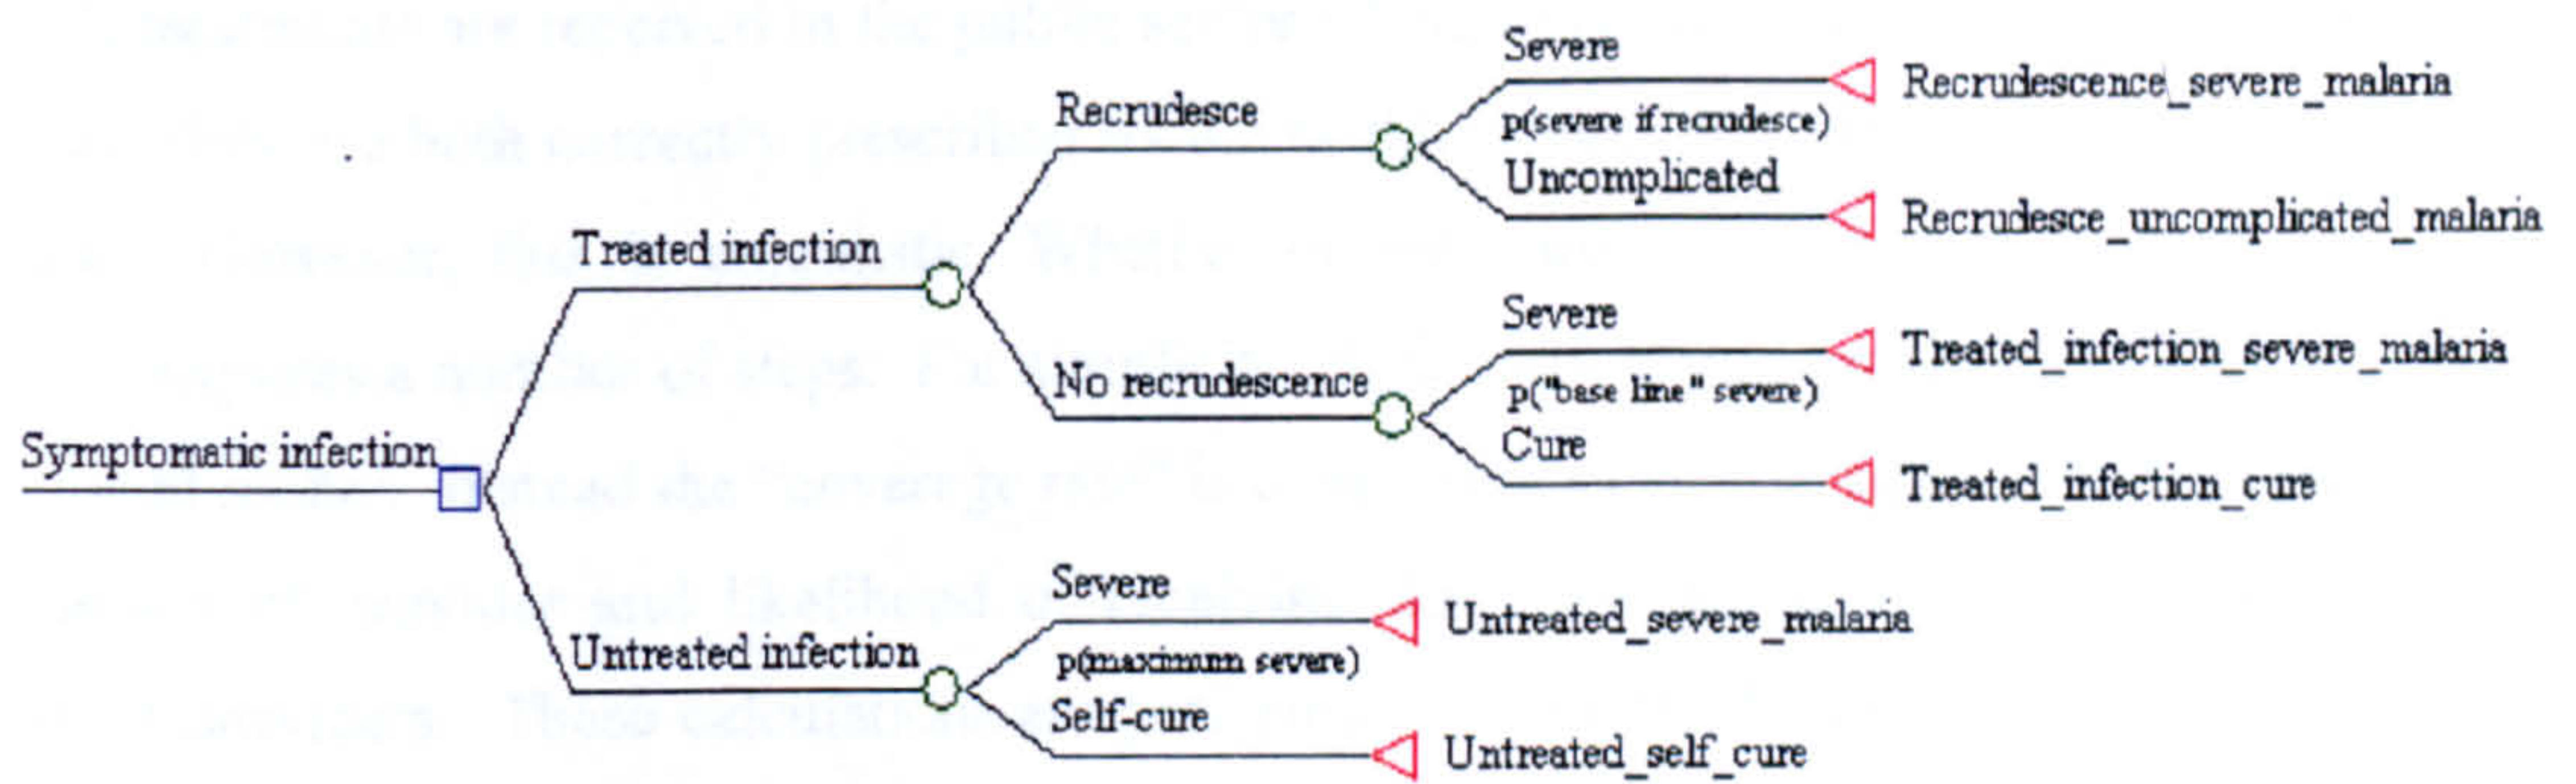 Severe
Recrudescence_severe_malaria
Recrudesce
p(severe if recrudesce)
Uncomplicated
Recrudesce_uncomplicated_malaria
Treated infection
Severe
Treated_infection_severe_malaria
No recrudescence
p("base line" severe)
Cure
Treated_infection_cure
Symptomatic infection
Severe
Untreated_severe_malaria
Untreated infection
p(maximum severe)
Self-cure
Untreated_self_cure